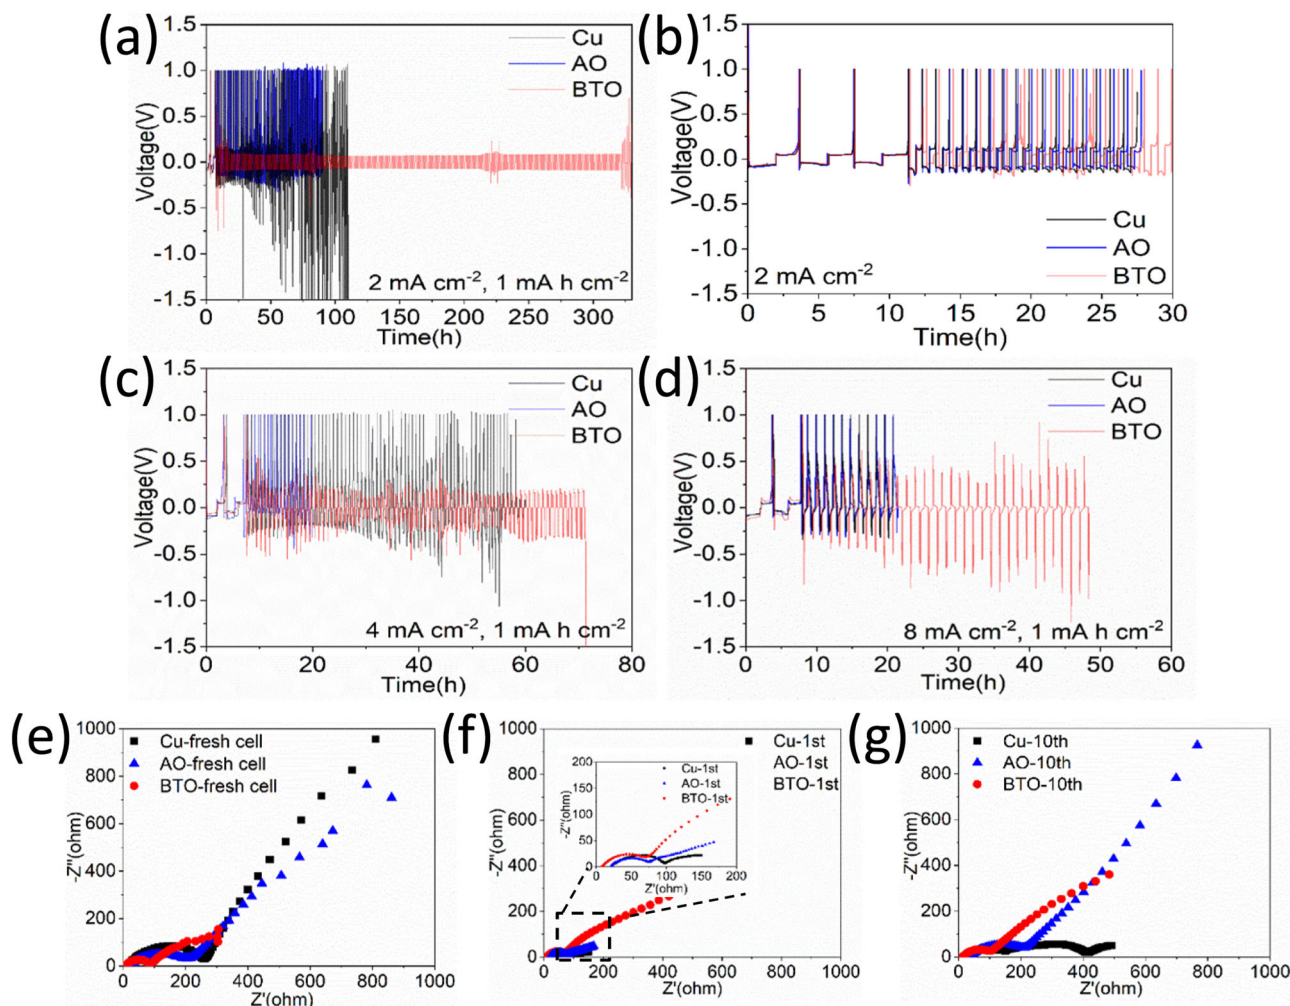 (a)
1.5
1.0
0.5
0.0
-0.5
-1.0
-1.5
Voltage(V)
Cu
AO
BTO
2 mA cm-2, 1 mA h cm-2
0 50 100 150 200 250 300
Time(h)
(b)
1.5
1.0
0.5
0.0
-0.5
-1.0
-1.5
Voltage(V)
Cu
AO
BTO
2 mA cm-2
0 5 10 15 20 25 30
Time(h)
(c)
1.5
1.0
0.5
0.0
-0.5
-1.0
-1.5
Voltage(V)
Cu
AO
BTO
4 mA cm-2, 1 mA h cm-2
0 20 40 60 80
Time(h)
(d)
1.5
1.0
0.5
0.0
-0.5
-1.0
-1.5
Voltage(V)
Cu
AO
BTO
8 mA cm-2, 1 mA h cm-2
0 10 20 30 40 50 60
Time(h)
(e)
1000
800
600
400
200
0
-Z''(ohm)
Cu-fresh cell
AO-fresh cell
BTO-fresh cell
0 200 400 600 800 1000
Z'(ohm)
(f)
1000
800
600
400
200
0
-Z''(ohm)
Cu-1st
AO-1st
BTO-1st
200
150
100
50
0
-Z''(ohm)
Cu-1st
AO-1st
BTO-1st
0 50 100 150 200
Z'(ohm)
0 200 400 600 800 1000
Z'(ohm)
(g)
1000
800
600
400
200
0
-Z''(ohm)
Cu-10th
AO-10th
BTO-10th
0 200 400 600 800 1000
Z'(ohm)